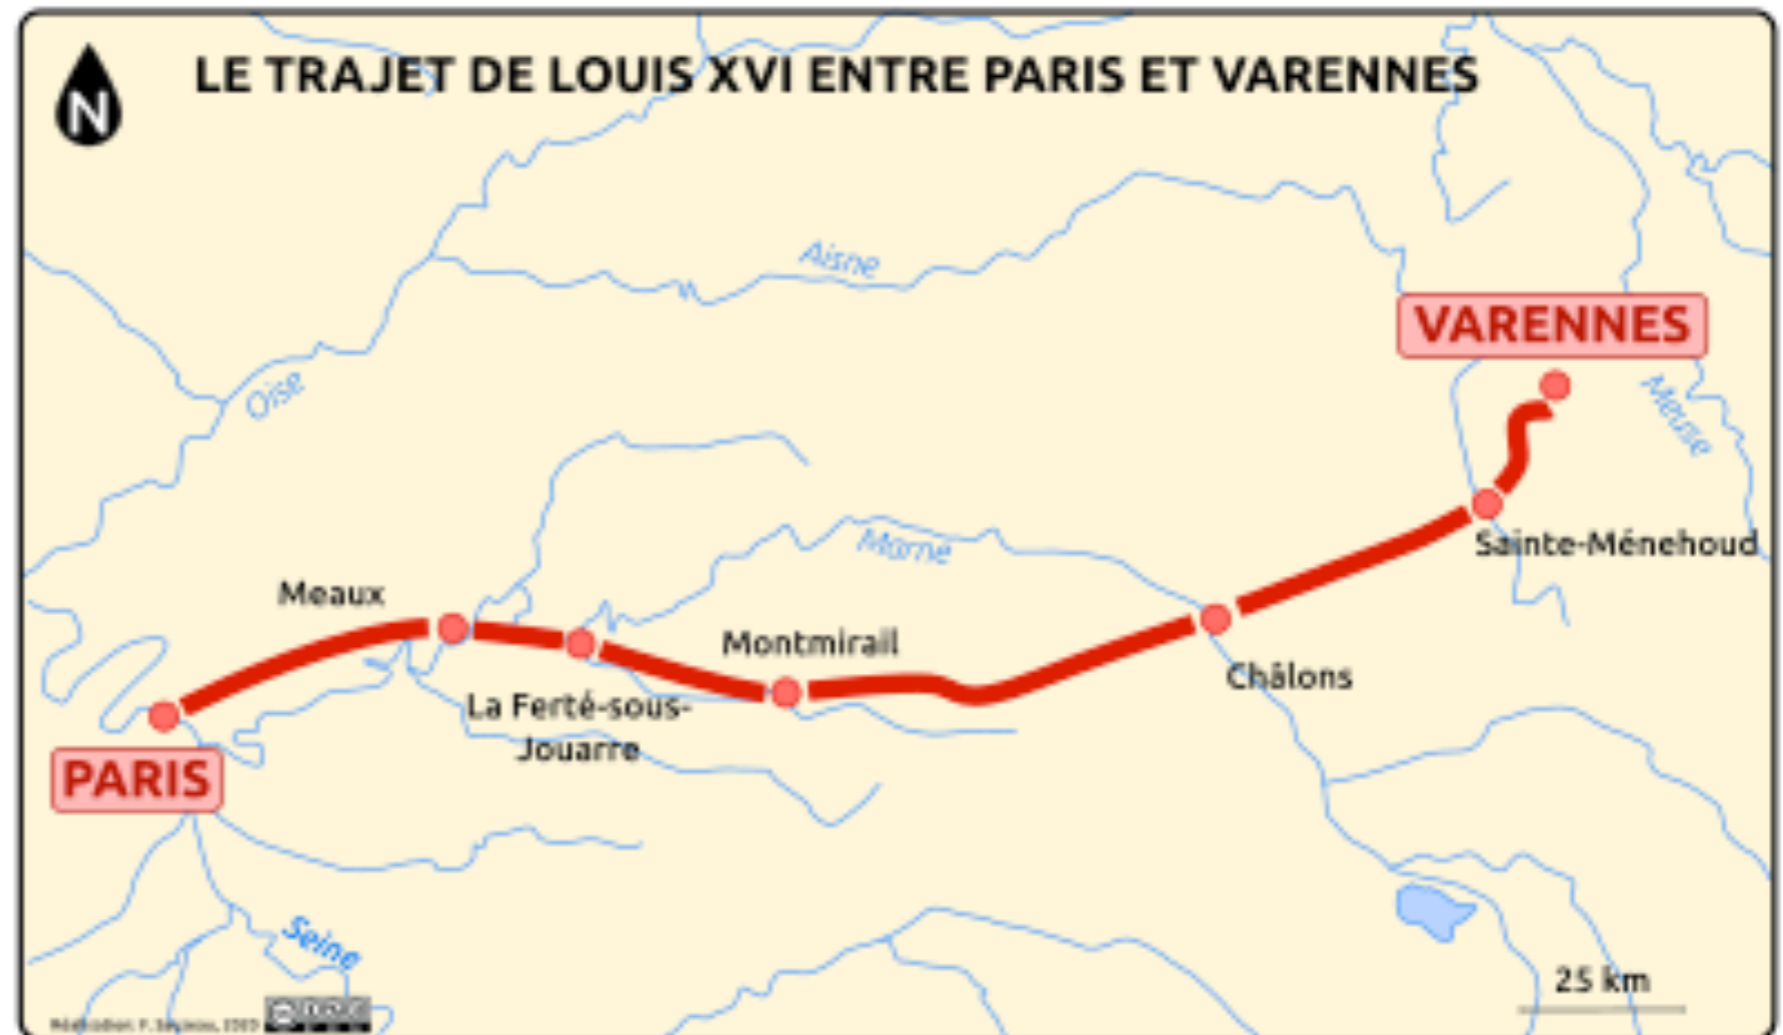 LE TRAJET DE LOUIS XVI ENTRE PARIS ET VARENNES
N
Aisne
VARENNES
Oise
Meuse
Marne
Sainte-Ménehoud
Meaux
Montmirail
Châlons
La Ferté-sous-
Jouarre
PARIS
Seine
25 km